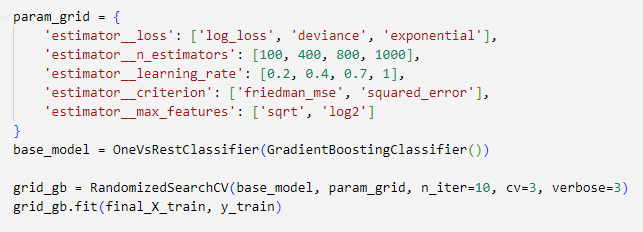 param_grid = {
    'estimator__loss': ['log_loss', 'deviance', 'exponential'],
    'estimator__n_estimators': [100, 400, 800, 1000],
    'estimator__learning_rate': [0.2, 0.4, 0.7, 1],
    'estimator__criterion': ['friedman_mse', 'squared_error'],
    'estimator__max_features': ['sqrt', 'log2']
}
base_model = OneVsRestClassifier(GradientBoostingClassifier())
grid_gb = RandomizedSearchCV(base_model, param_grid, n_iter=10, cv=3, verbose=3)
grid_gb.fit(final_X_train, y_train)